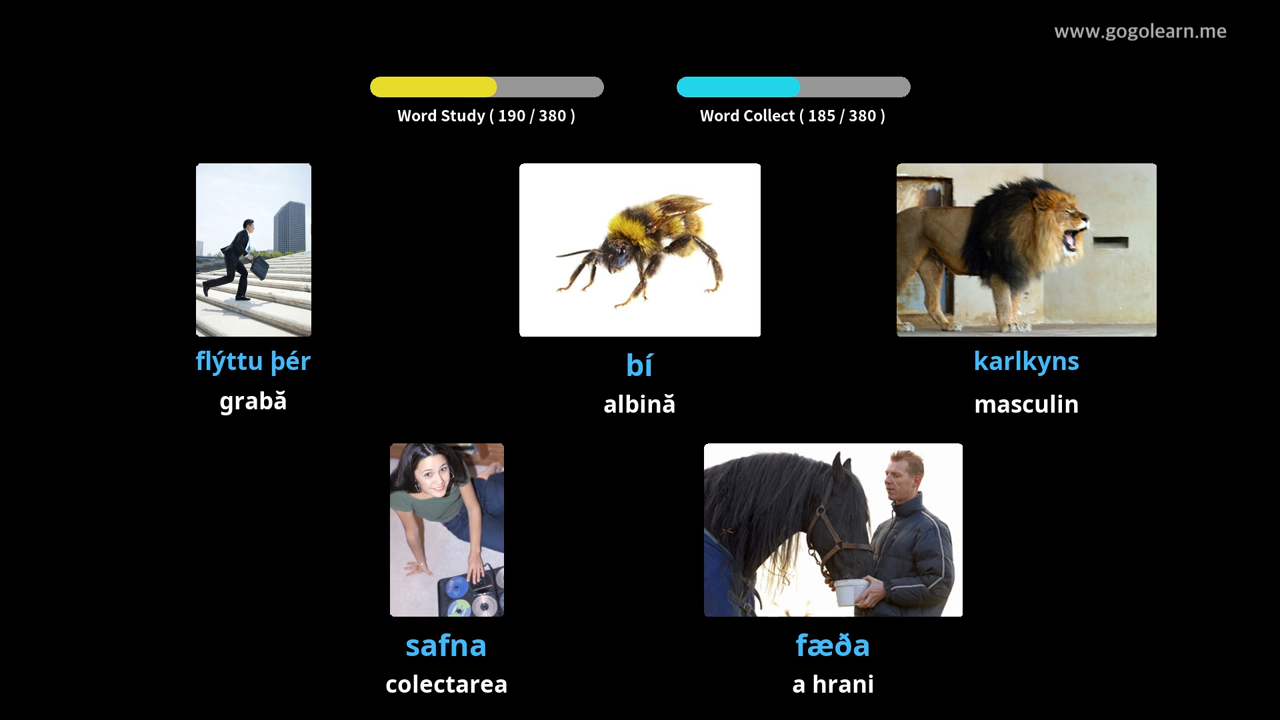 www.gogolearn.me
Word Study ( 190 / 380 )
Word Collect ( 185 / 380 )
flýttu þér
grabă
bí
albină
karlkyns
masculin
safna
colectarea
fæða
a hrani